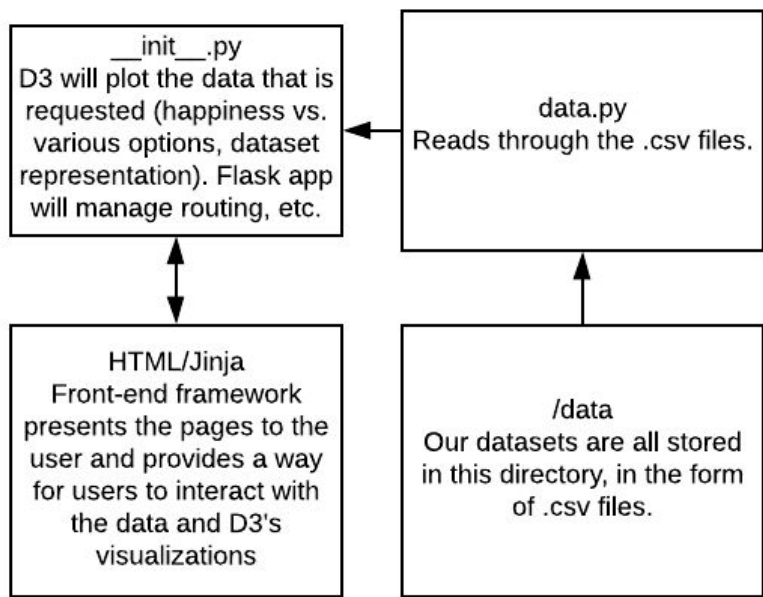 __init__.py
D3 will plot the data that is
requested (happiness vs.
various options, dataset
representation). Flask app
will manage routing, etc.
data.py
Reads through the .csv files.
HTML/Jinja
Front-end framework
presents the pages to the
user and provides a way
for users to interact with
the data and D3's
visualizations
/data
Our datasets are all stored
in this directory, in the form
of .csv files.